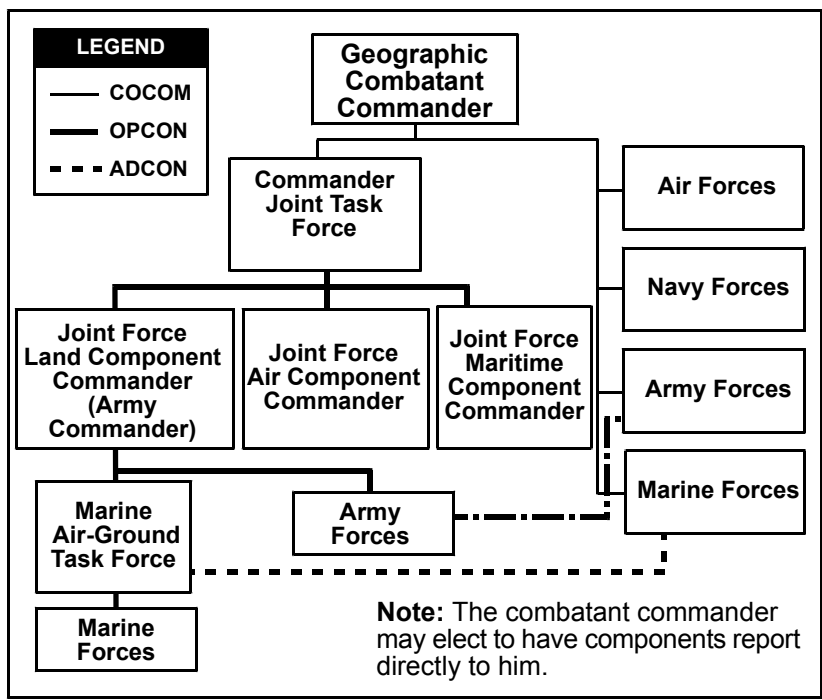 LEGEND
COCOM
OPCON
ADCON
Geographic
Combatant
Commander
Commander
Joint Task
Force
Air Forces
Navy Forces
Army Forces
Marine Forces
Joint Force
Land Component
Commander
(Army
Commander)
Joint Force
Air Component
Commander
Joint Force
Maritime
Component
Commander
Marine
Air-Ground
Task Force
Army
Forces
Marine
Forces
Note: The combatant commander
may elect to have components report
directly to him.